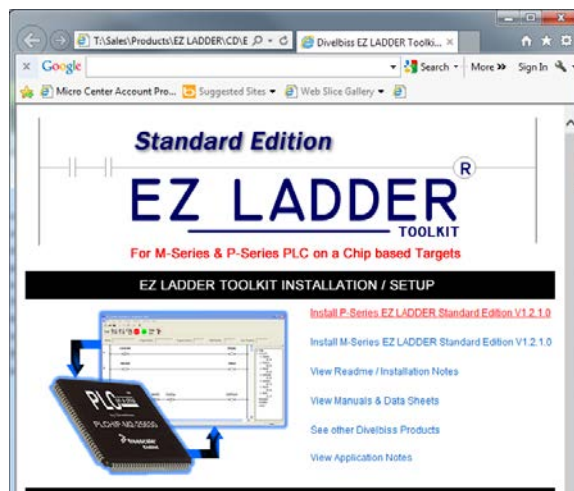 T:\Sales\Products\EZ LADDER\CD\E
Divelbiss EZ LADDER Toolki...
Google
Search
More »
Sign In
Micro Center Account Pro...
Suggested Sites
Web Slice Gallery
Standard Edition
EZ LADDER ®
TOOLKIT
For M-Series & P-Series PLC on a Chip based Targets
EZ LADDER TOOLKIT INSTALLATION / SETUP
Install P-Series EZ LADDER Standard Edition V1.2.1.0
Install M-Series EZ LADDER Standard Edition V1.2.1.0
View Readme / Installation Notes
View Manuals & Data Sheets
See other Divelbiss Products
View Application Notes
PLC